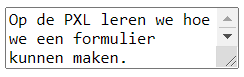 Op de PXL leren we hoe
we een formulier
kunnen maken.